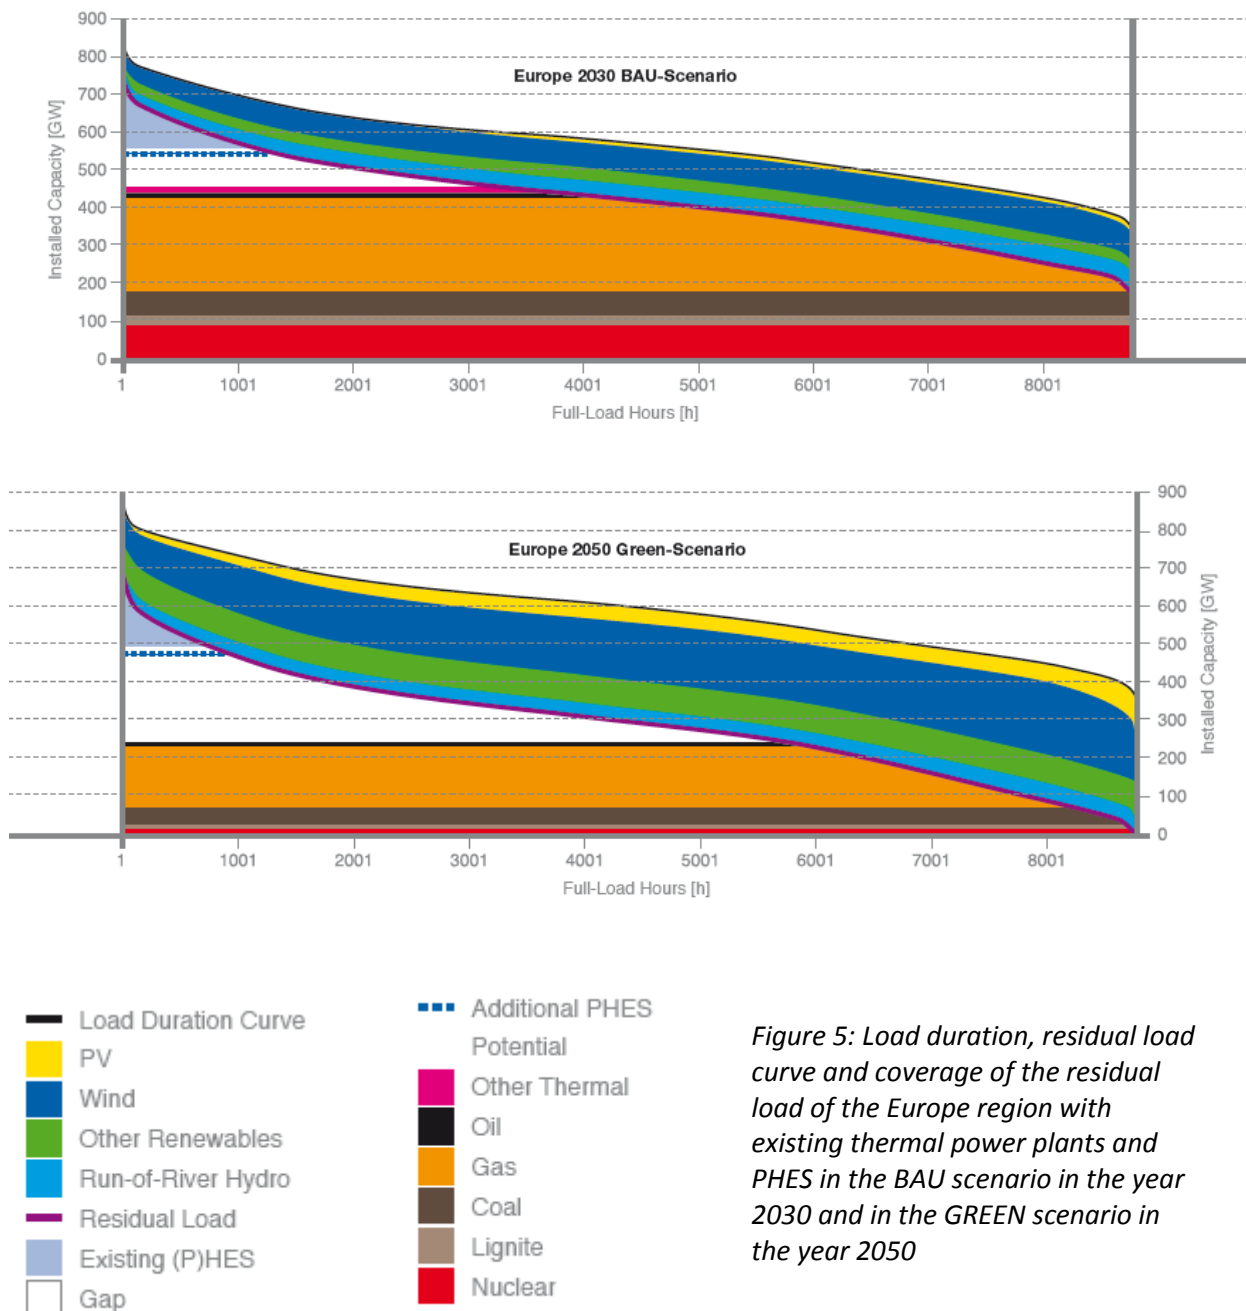 900
800
700
600
500
400
300
200
100
0
Installed Capacity [GW]
Europe 2030 BAU-Scenario
1 1001 2001 3001 4001 5001 6001 7001 8001
Full-Load Hours [h]
Europe 2050 Green-Scenario
900
800
700
600
500
400
300
200
100
0
Installed Capacity [GW]
1 1001 2001 3001 4001 5001 6001 7001 8001
Full-Load Hours [h]
Load Duration Curve
PV
Wind
Other Renewables
Run-of-River Hydro
Residual Load
Existing (P)HES
Gap
Additional PHES
Potential
Other Thermal
Oil
Gas
Coal
Lignite
Nuclear
Figure 5: Load duration, residual load
curve and coverage of the residual
load of the Europe region with
existing thermal power plants and
PHES in the BAU scenario in the year
2030 and in the GREEN scenario in
the year 2050